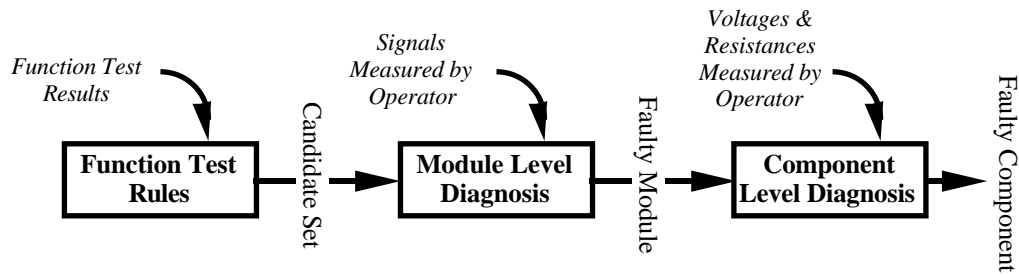 Function Test
Results
Function Test
Rules
Candidate Set
Signals
Measured by
Operator
Module Level
Diagnosis
Faulty Module
Voltages &
Resistances
Measured by
Operator
Component
Level Diagnosis
Faulty Component